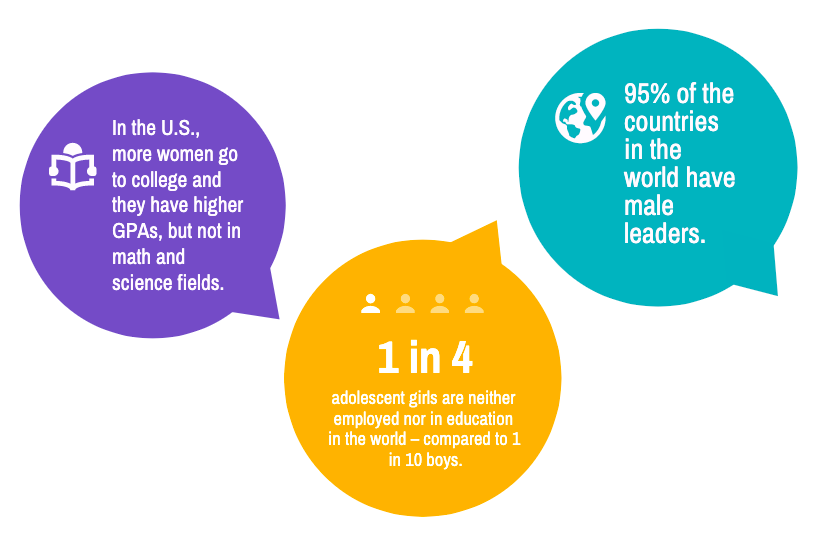 In the U.S.,
more women go
to college and
they have higher
GPAs, but not in
math and
science fields.
1 in 4
adolescent girls are neither
employed nor in education
in the world – compared to 1
in 10 boys.
95% of the
countries
in the
world have
male
leaders.